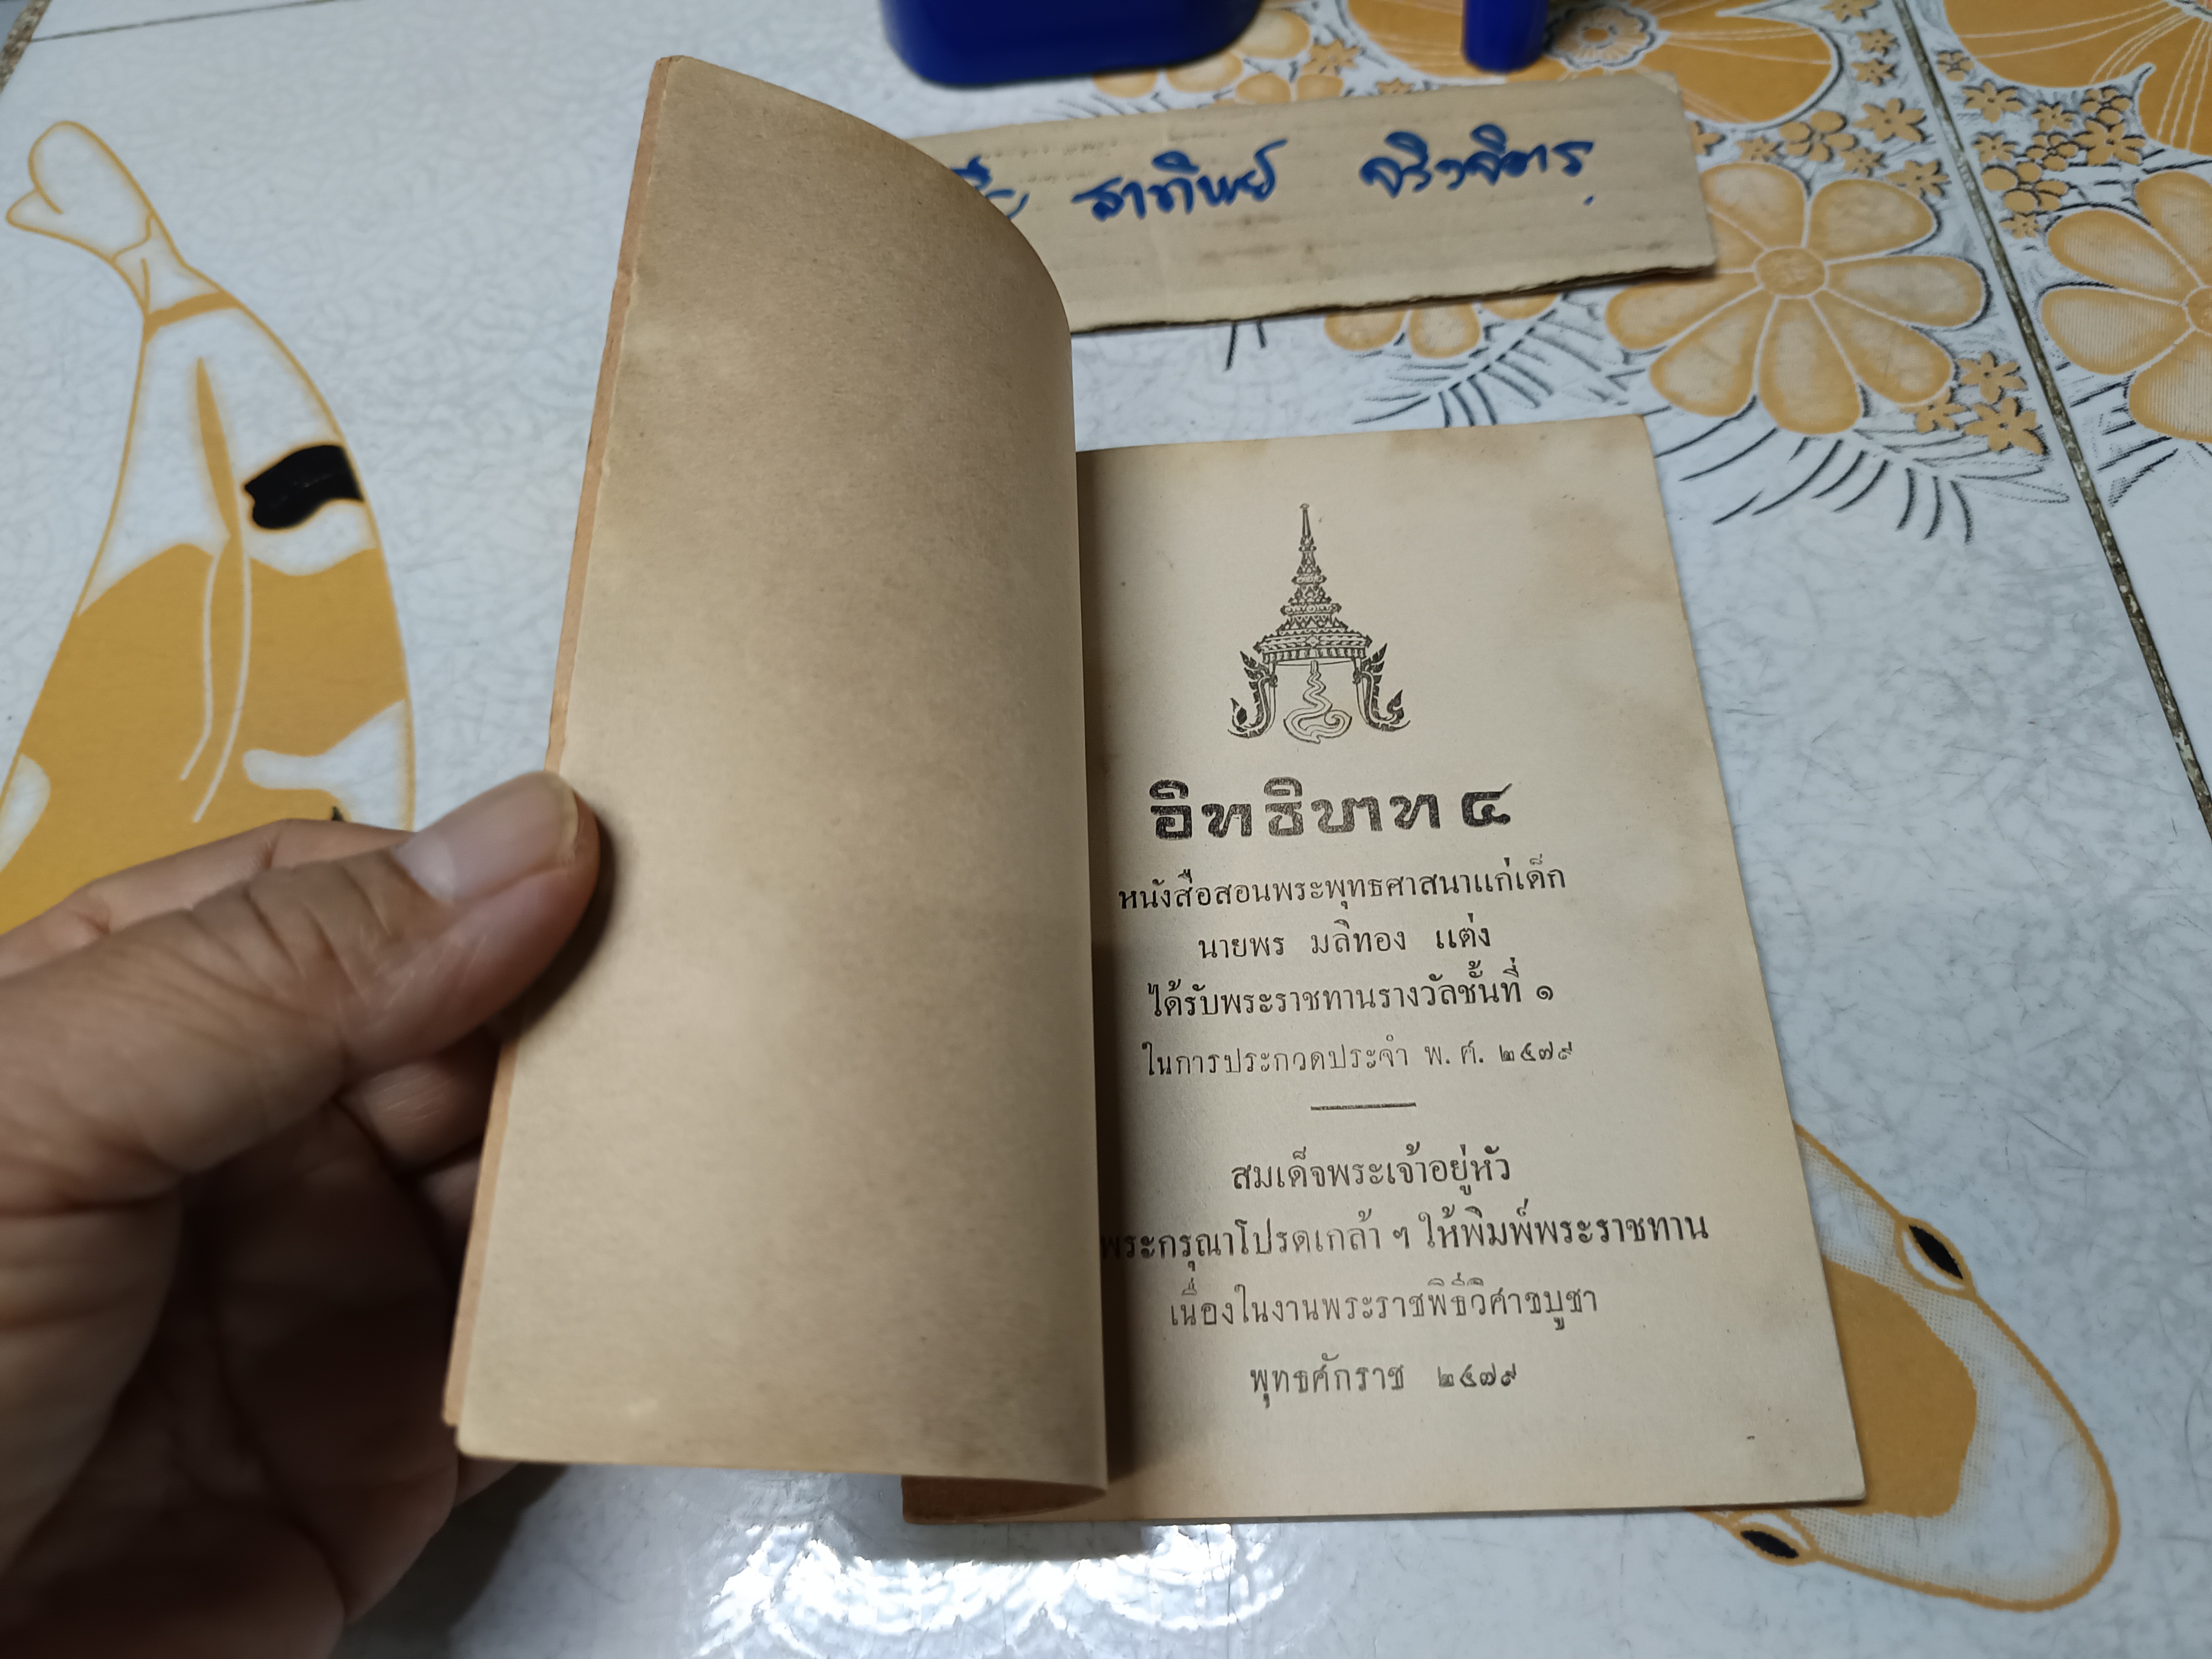 สาทิพย์
อิทธิบาท ๔
หนังสือสอนพระพุทธศาสนาแก่เด็ก
นายพร มลิทอง แต่ง
ได้รับพระราชทานรางวัลชั้นที่ ๑
ในการประกวดประจำ พ. ศ. ๒๔๗๙
สมเด็จพระเจ้าอยู่หัว
พระกรุณาโปรดเกล้า ฯ ให้พิมพ์พระราชทาน
เนื่องในงานพระราชพิธีวิศาขบูชา
พุทธศักราช ๒๔๗๙